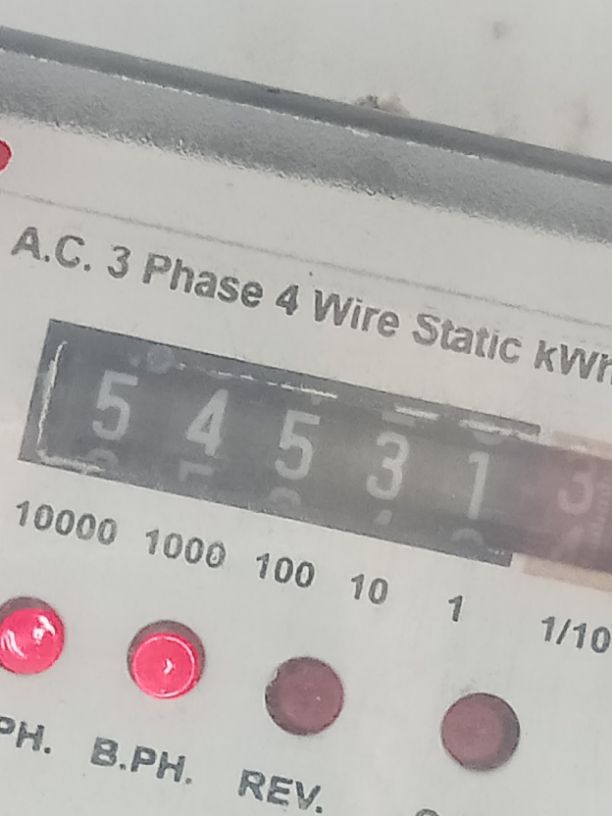 A.C. 3 Phase 4 Wire Static kWh
5 4 5 3 1 3
10000 1000 100 10 1 1/10
PH. B.PH. REV.